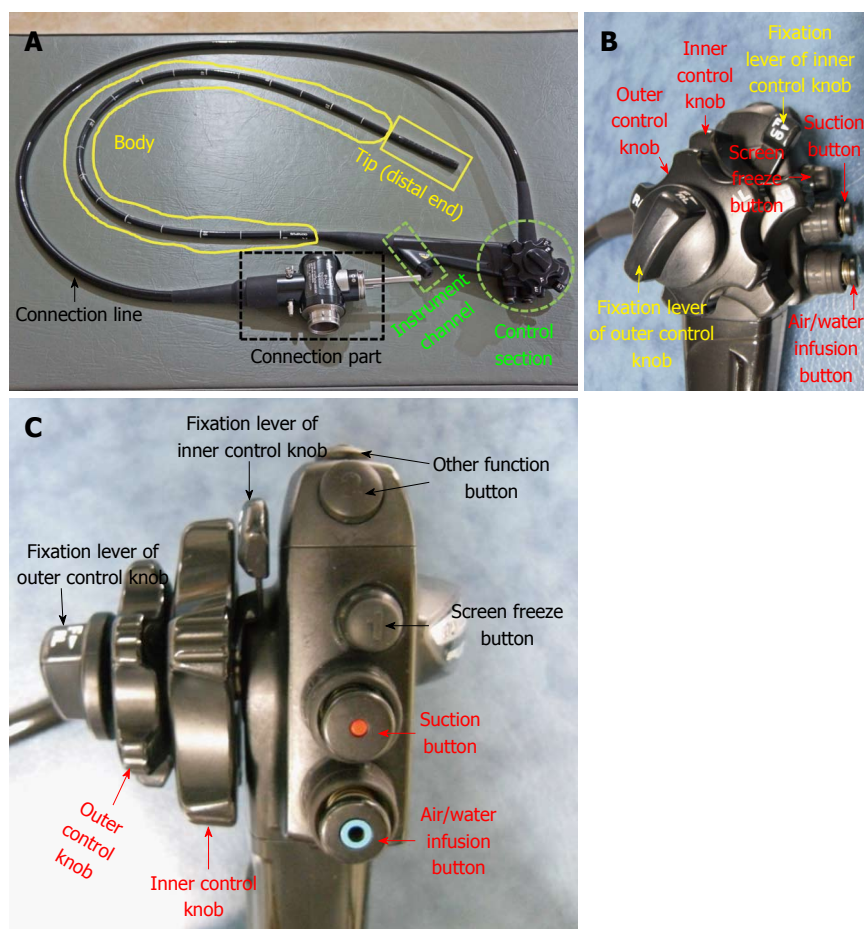 A
Body
Tip (distal end)
Connection line
Connection part
Instrument
channel
Control
section
B
Fixation
lever of inner
control knob
Inner
control
knob
Outer
control
knob
Suction
button
Screen
freeze
button
Fixation lever
of outer control
knob
Air/water
infusion
button
C
Fixation lever of
inner control knob
Other function
button
Fixation lever of
outer control knob
Screen freeze
button
1
Suction
button
Outer
control
knob
Air/water
infusion
button
Inner control
knob